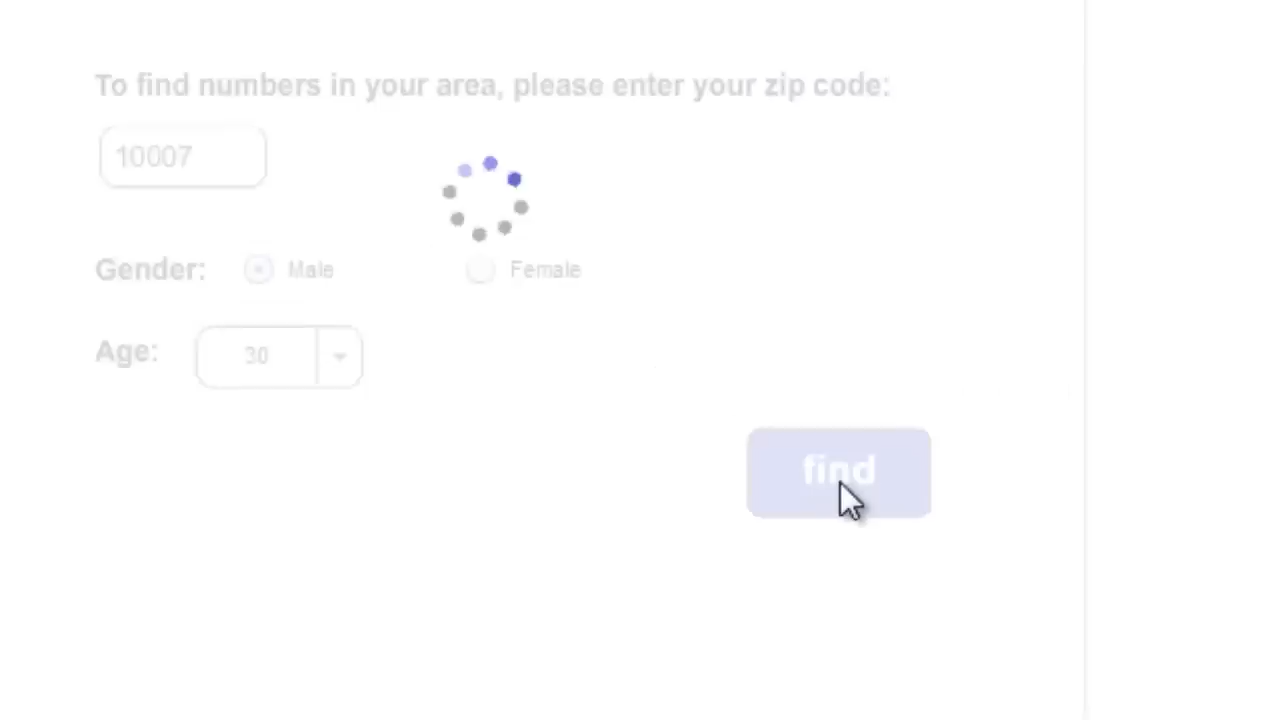 To find numbers in your area, please enter your zip code:
10007
Gender: Male Female
Age: 30
find